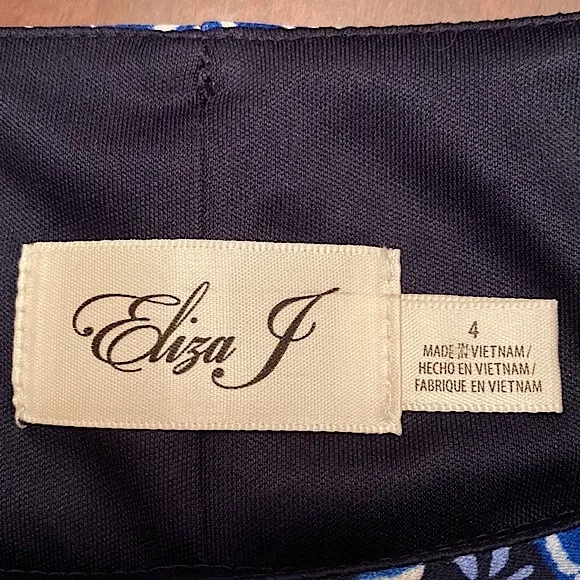 Eliza J
4
MADE IN VIETNAM/
HECHO EN VIETNAM/
FABRIQUE EN VIETNAM